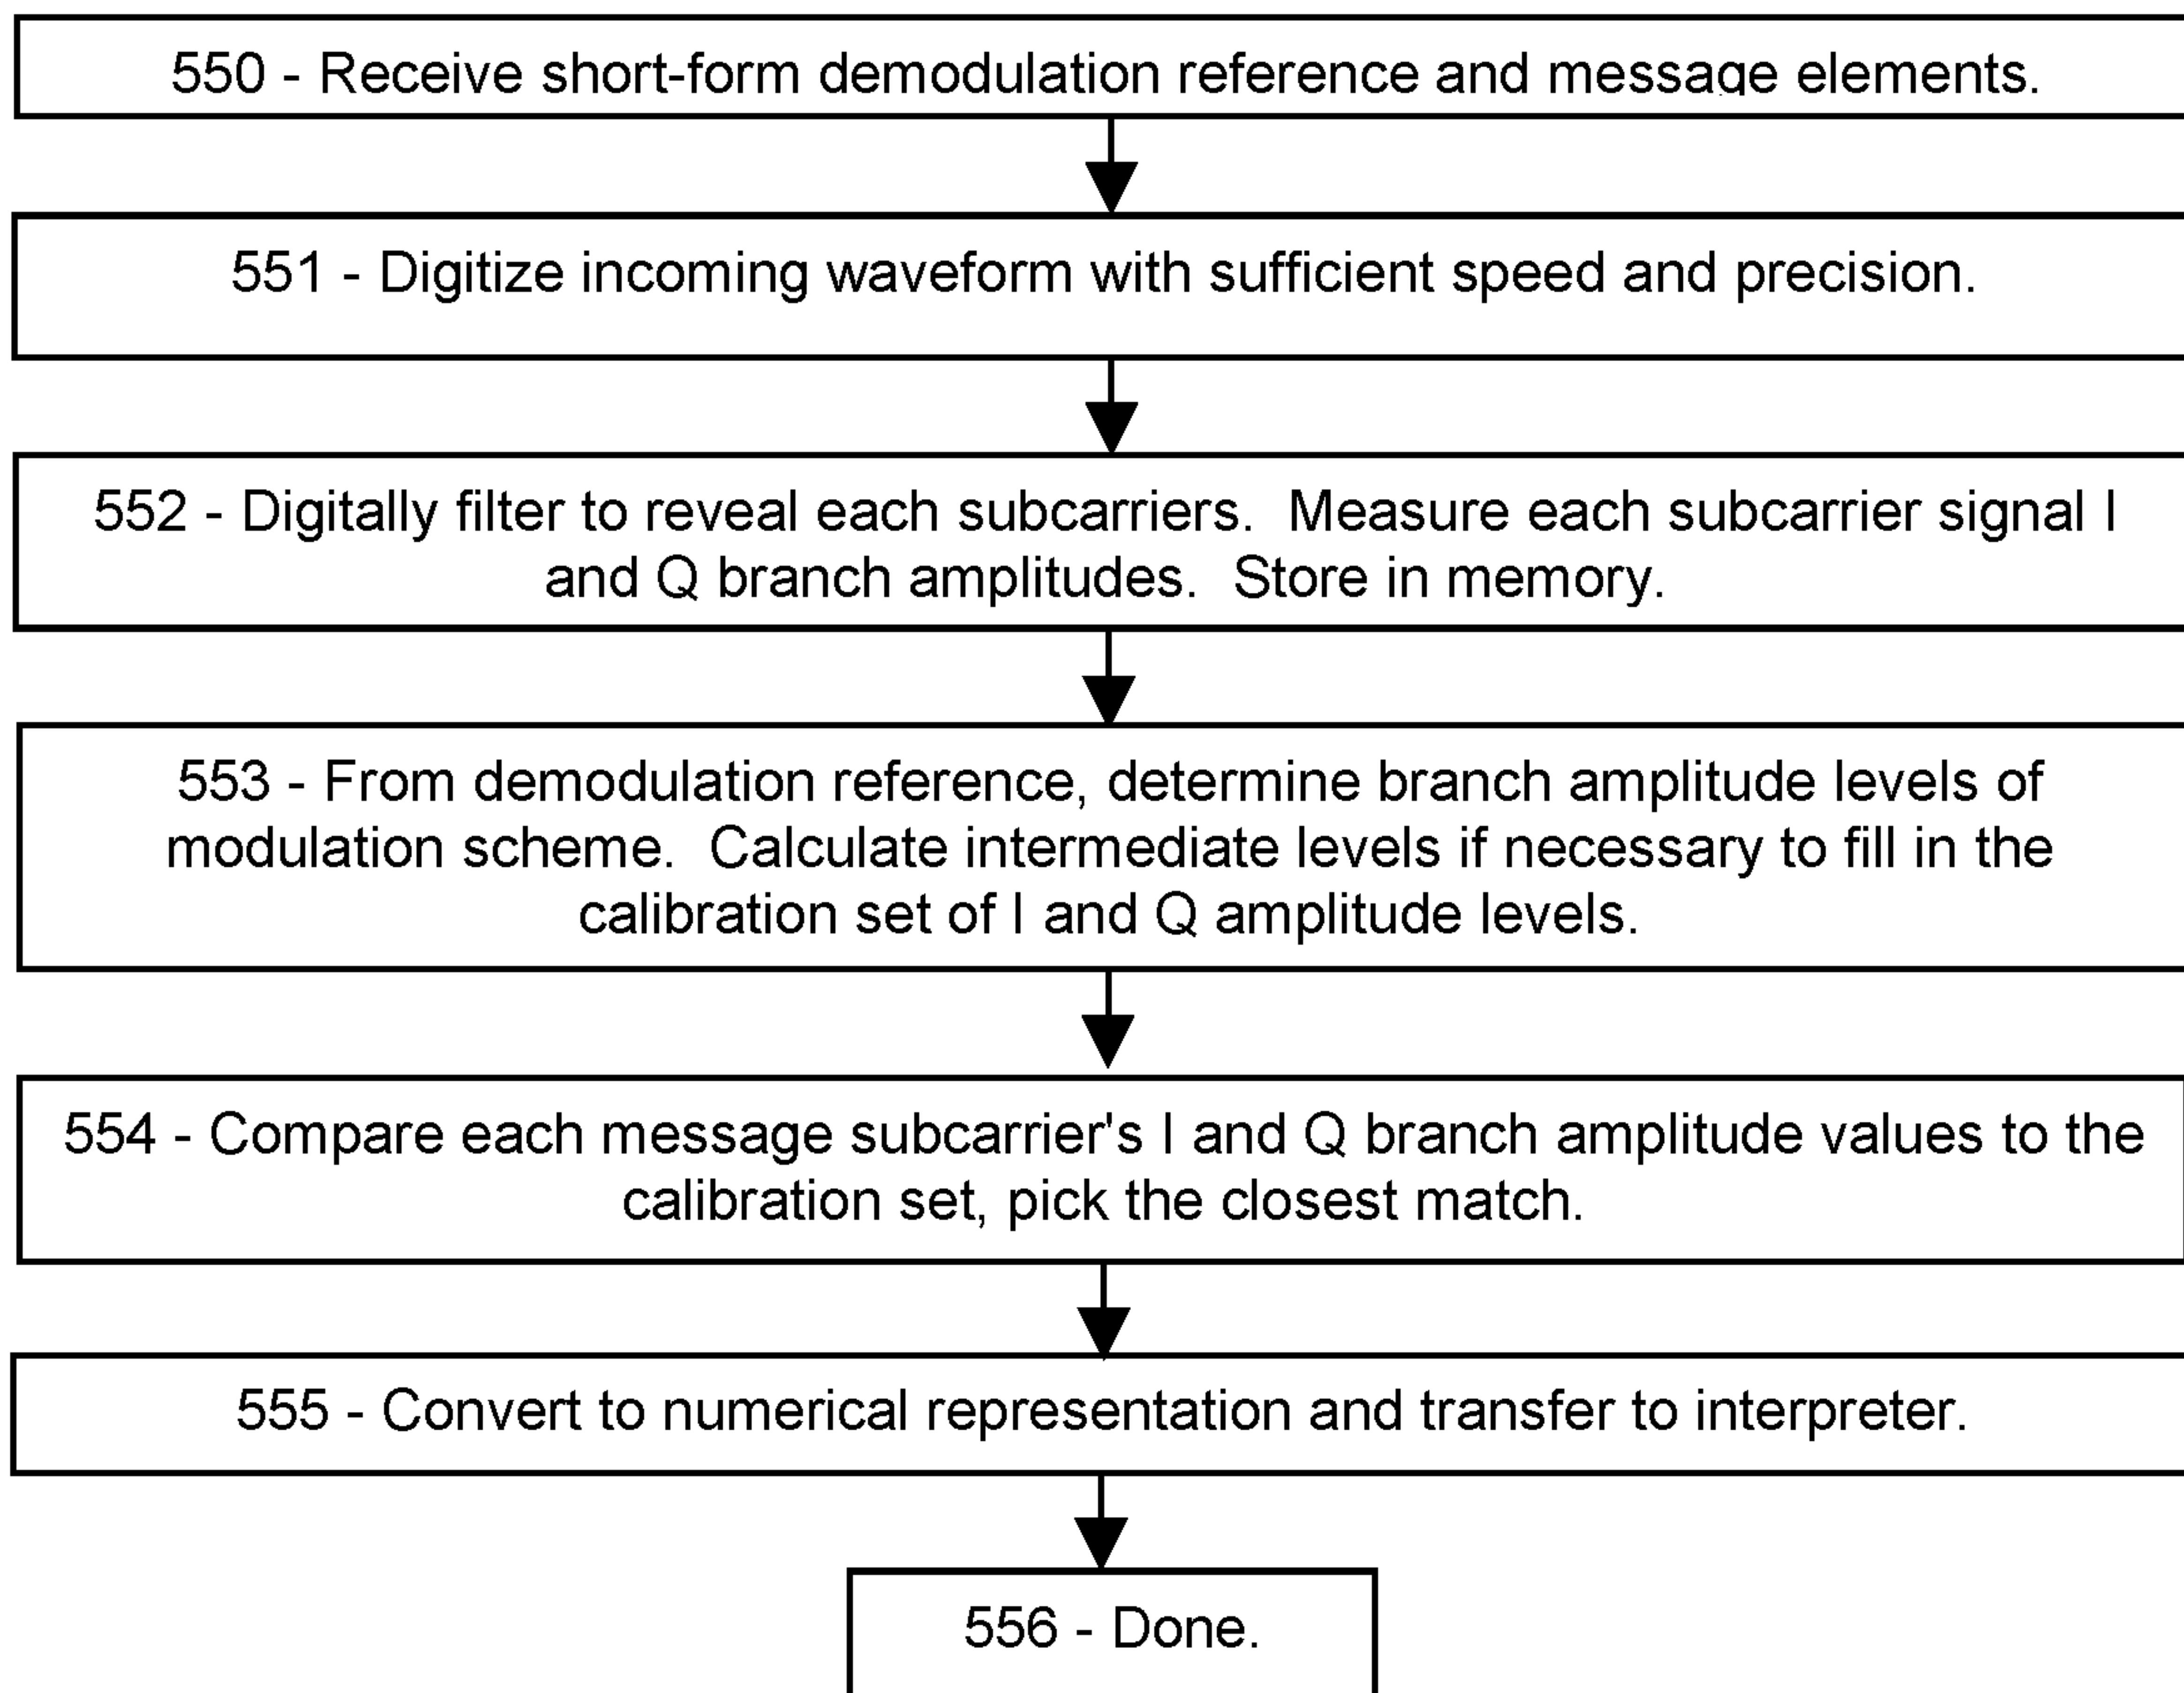 550 - Receive short-form demodulation reference and message elements.
551 - Digitize incoming waveform with sufficient speed and precision.
552 - Digitally filter to reveal each subcarriers.  Measure each subcarrier signal I
and Q branch amplitudes.  Store in memory.
553 - From demodulation reference, determine branch amplitude levels of
modulation scheme.  Calculate intermediate levels if necessary to fill in the
calibration set of I and Q amplitude levels.
554 - Compare each message subcarrier's I and Q branch amplitude values to the
calibration set, pick the closest match.
555 - Convert to numerical representation and transfer to interpreter.
556 - Done.